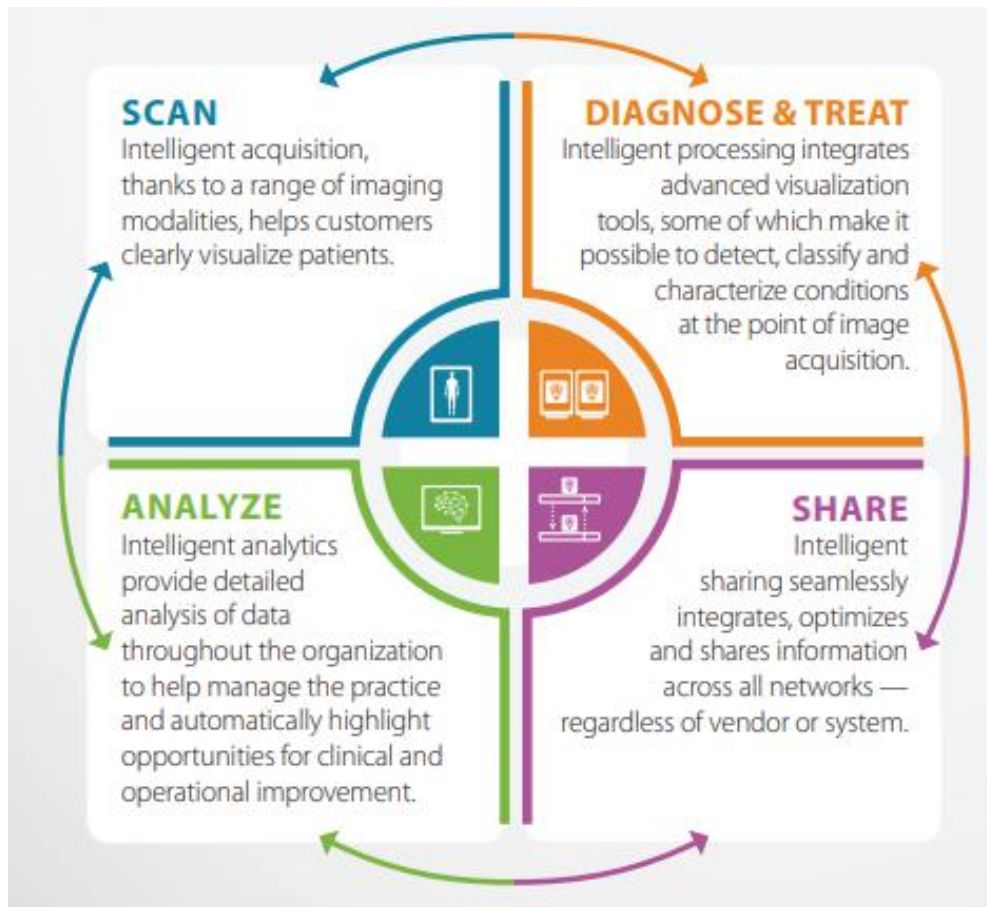 SCAN
Intelligent acquisition,
thanks to a range of imaging
modalities, helps customers
clearly visualize patients.
DIAGNOSE & TREAT
Intelligent processing integrates
advanced visualization
tools, some of which make it
possible to detect, classify and
characterize conditions
at the point of image
acquisition.
ANALYZE
Intelligent analytics
provide detailed
analysis of data
throughout the organization
to help manage the practice
and automatically highlight
opportunities for clinical and
operational improvement.
SHARE
Intelligent
sharing seamlessly
integrates, optimizes
and shares information
across all networks —
regardless of vendor or system.